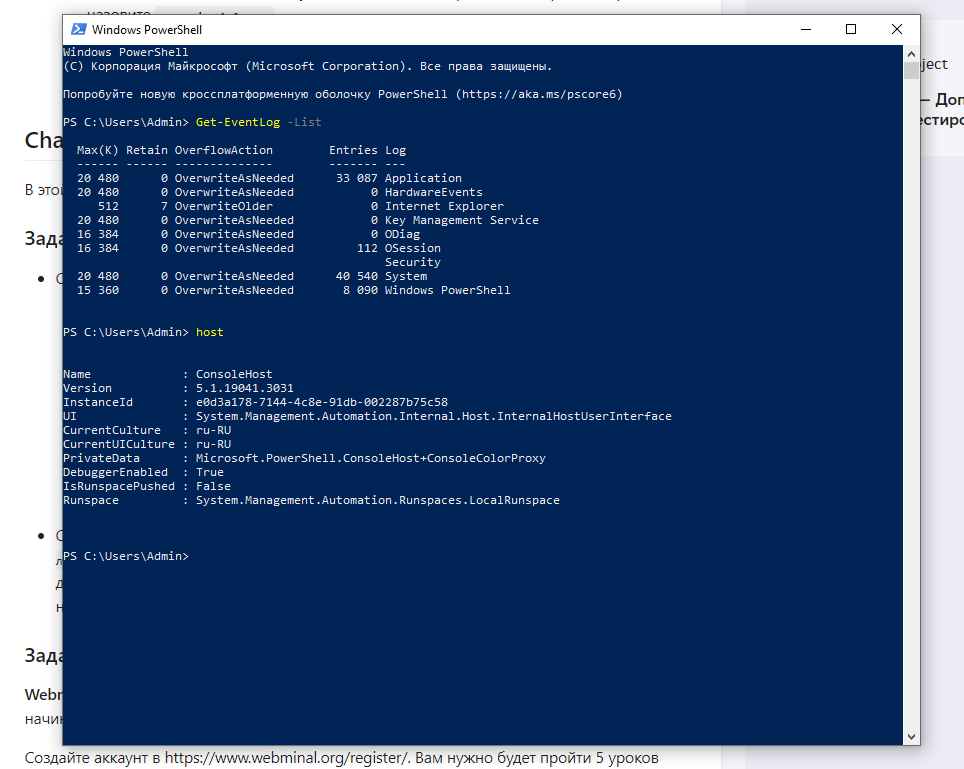 Windows PowerShell
Windows PowerShell
(C) Корпорация Майкрософт (Microsoft Corporation). Все права защищены.
Попробуйте новую кроссплатформенную оболочку PowerShell (https://aka.ms/pscore6)
PS C:\Users\Admin> Get-EventLog -List
Max(K) Retain OverflowAction Entries Log
------ ------ -------------- ------- ---
20 480 0 OverwriteAsNeeded 33 087 Application
20 480 0 OverwriteAsNeeded 0 HardwareEvents
512 7 OverwriteOlder 0 Internet Explorer
20 480 0 OverwriteAsNeeded 0 Key Management Service
16 384 0 OverwriteAsNeeded 0 ODiag
16 384 0 OverwriteAsNeeded 112 OSession
Security
20 480 0 OverwriteAsNeeded 40 540 System
15 360 0 OverwriteAsNeeded 8 090 Windows PowerShell
PS C:\Users\Admin> host
Name : ConsoleHost
Version : 5.1.19041.3031
InstanceId : e0d3a178-7144-4c8e-91db-002287b75c58
UI : System.Management.Automation.Internal.Host.InternalHostUserInterface
CurrentCulture : ru-RU
CurrentUICulture : ru-RU
PrivateData : Microsoft.PowerShell.ConsoleHost+ConsoleColorProxy
DebuggerEnabled : True
IsRunspacePushed : False
Runspace : System.Management.Automation.Runspaces.LocalRunspace
PS C:\Users\Admin>
Cha
В это
Зада
Зада
Webm
начин
Создайте аккаунт в https://www.webminal.org/register/. Вам нужно будет пройти 5 уроков
ject
— Доп
естиро